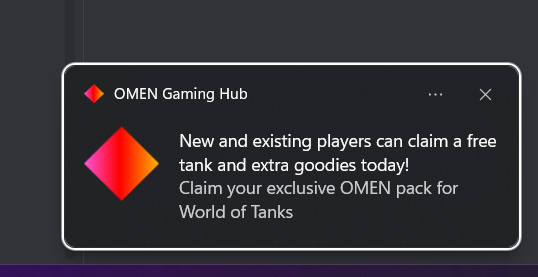 OMEN Gaming Hub
New and existing players can claim a free
tank and extra goodies today!
Claim your exclusive OMEN pack for
World of Tanks